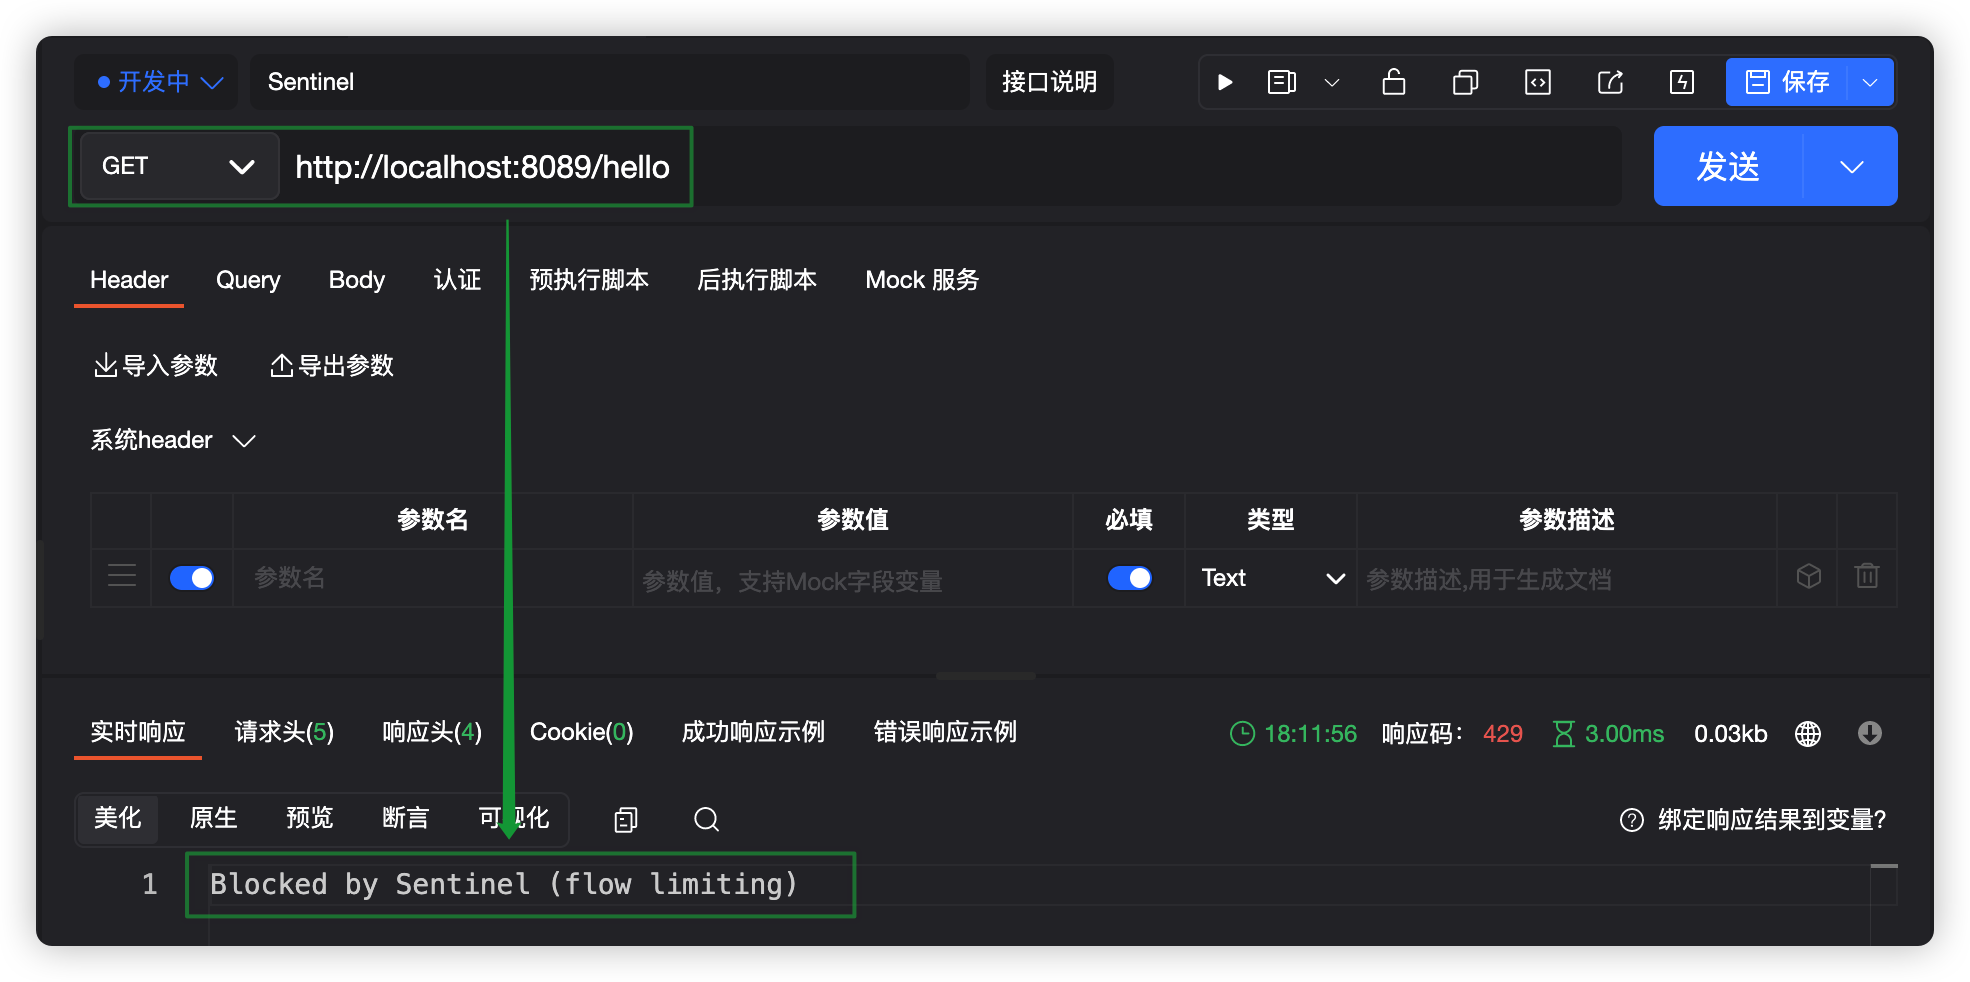 开发中 Sentinel 接口说明 保存
GET http://localhost:8089/hello 发送
Header Query Body 认证 预执行脚本 后执行脚本 Mock 服务
导入参数 导出参数
系统header
参数名 参数值 必填 类型 参数描述
参数名 参数值，支持Mock字段变量 Text 参数描述,用于生成文档
实时响应 请求头(5) 响应头(4) Cookie(0) 成功响应示例 错误响应示例 18:11:56 响应码： 429 3.00ms 0.03kb
美化 原生 预览 断言 可视化 绑定响应结果到变量?
1 Blocked by Sentinel (flow limiting)